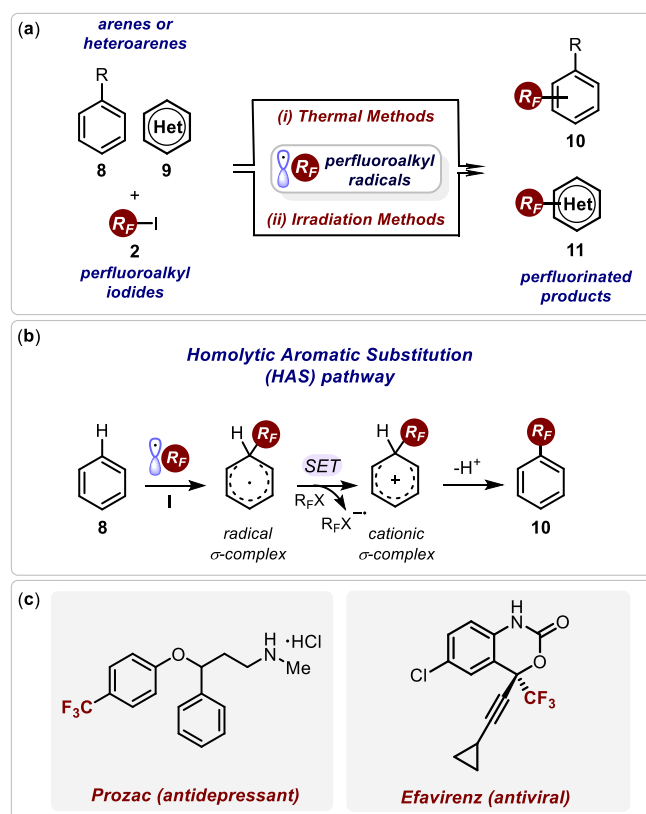 (a)
arenes or
heteroarenes
R
Het
8
9
+
RF–I
2
perfluoroalkyl
iodides
(i) Thermal Methods
RF
perfluoroalkyl
radicals
(ii) Irradiation Methods
R
RF
10
RF
Het
11
perfluorinated
products
(b)
Homolytic Aromatic Substitution
(HAS) pathway
H
8
RF
I
H
RF
radical
σ-complex
SET
RFX
RFX−•
H
RF
+
cationic
σ-complex
-H+
RF
10
(c)
F3C
O
H
N
Me
·HCl
Prozac (antidepressant)
H
N
O
O
Cl
CF3
Efavirenz (antiviral)